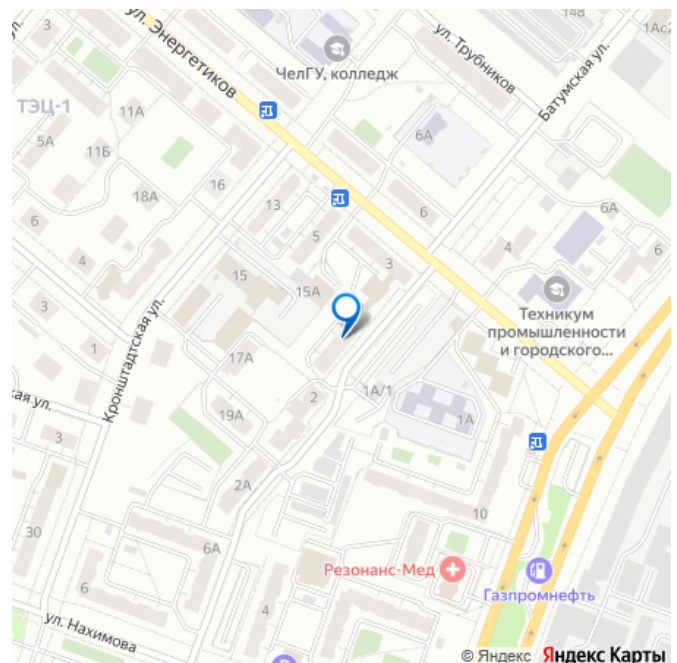 148
1Ас2
ул. Трубников
ул. Энергетиков
ЧелГУ, колледж
Батумская ул.
ТЭЦ-1
11А
5А
11Б
6А
16
18А
13
6
6А
6
5
4
6
4
3
15
15А
3
Техникум
промышленности
и городского...
1
17А
Кронштадтская ул.
ая ул.
2
1А/1
1А
19А
3
2А
10
30
6А
Резонанс-Мед
Газпромнефть
6
4
ул. Нахимова
© Яндекс Яндекс Карты